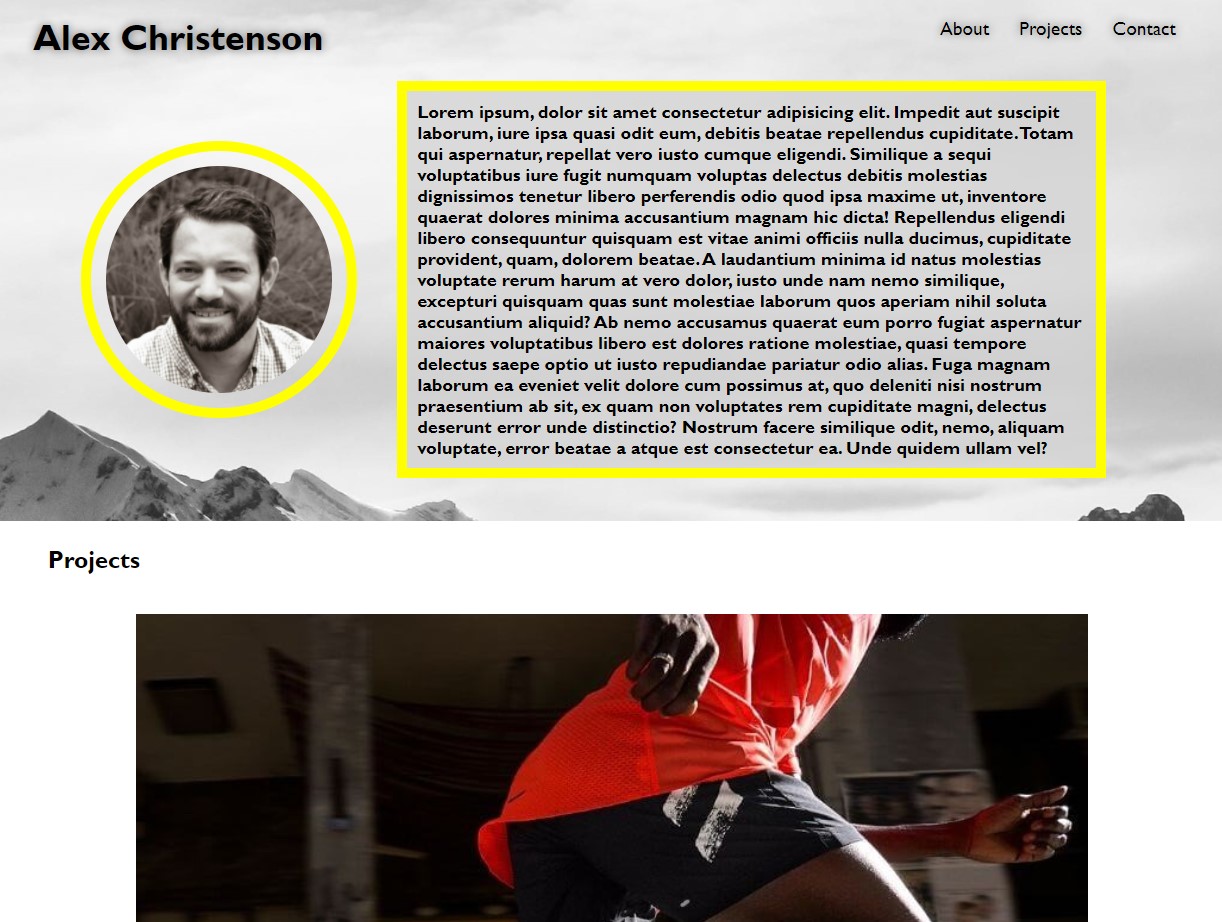 Alex Christenson
About Projects Contact
Lorem ipsum, dolor sit amet consectetur adipisicing elit. Impedit aut suscipit
laborum, iure ipsa quasi odit eum, debitis beatae repellendus cupiditate. Totam
qui aspernatur, repellat vero iusto cumque eligendi. Similique a sequi
voluptatibus iure fugit numquam voluptas delectus debitis molestias
dignissimos tenetur libero perferendis odio quod ipsa maxime ut, inventore
quaerat dolores minima accusantium magnam hic dicta! Repellendus eligendi
libero consequuntur quisquam est vitae animi officiis nulla ducimus, cupiditate
provident, quam, dolorem beatae. A laudantium minima id natus molestias
voluptate rerum harum at vero dolor, iusto unde nam nemo similique,
excepturi quisquam quas sunt molestiae laborum quos aperiam nihil soluta
accusantium aliquid? Ab nemo accusamus quaerat eum porro fugiat aspernatur
maiores voluptatibus libero est dolores ratione molestiae, quasi tempore
delectus saepe optio ut iusto repudiandae pariatur odio alias. Fuga magnam
laborum ea eveniet velit dolore cum possimus at, quo deleniti nisi nostrum
praesentium ab sit, ex quam non voluptates rem cupiditate magni, delectus
deserunt error unde distinctio? Nostrum facere similique odit, nemo, aliquam
voluptate, error beatae a atque est consectetur ea. Unde quidem ullam vel?
Projects